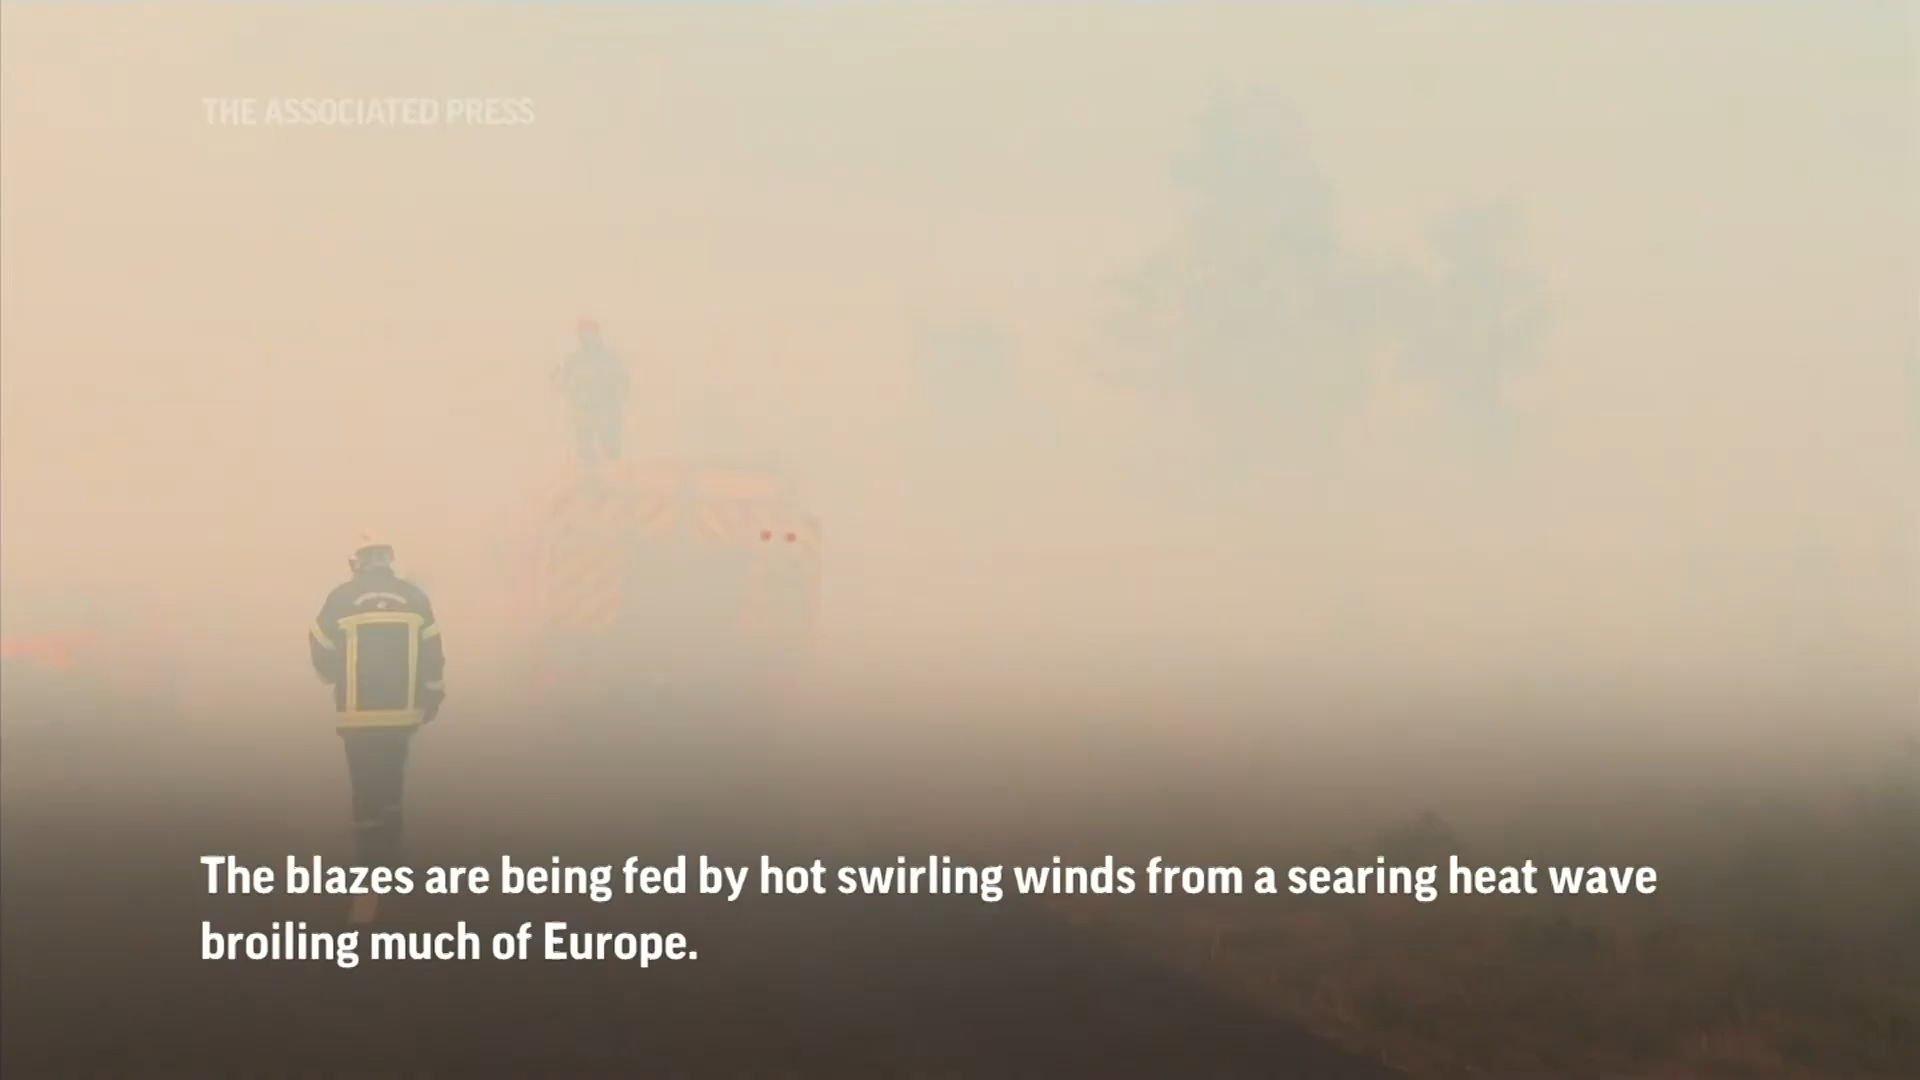 THE ASSOCIATED PRESS
The blazes are being fed by hot swirling winds from a searing heat wave
broiling much of Europe.